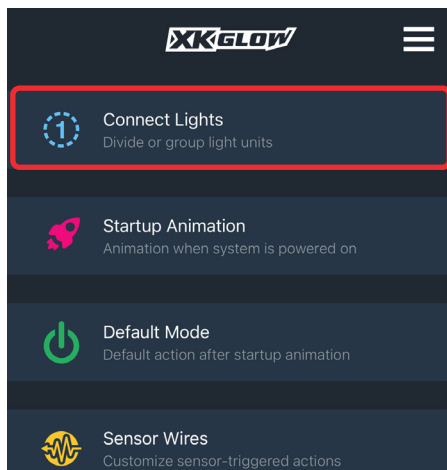 XKGLOW
1
Connect Lights
Divide or group light units
Startup Animation
Animation when system is powered on
Default Mode
Default action after startup animation
Sensor Wires
Customize sensor-triggered actions